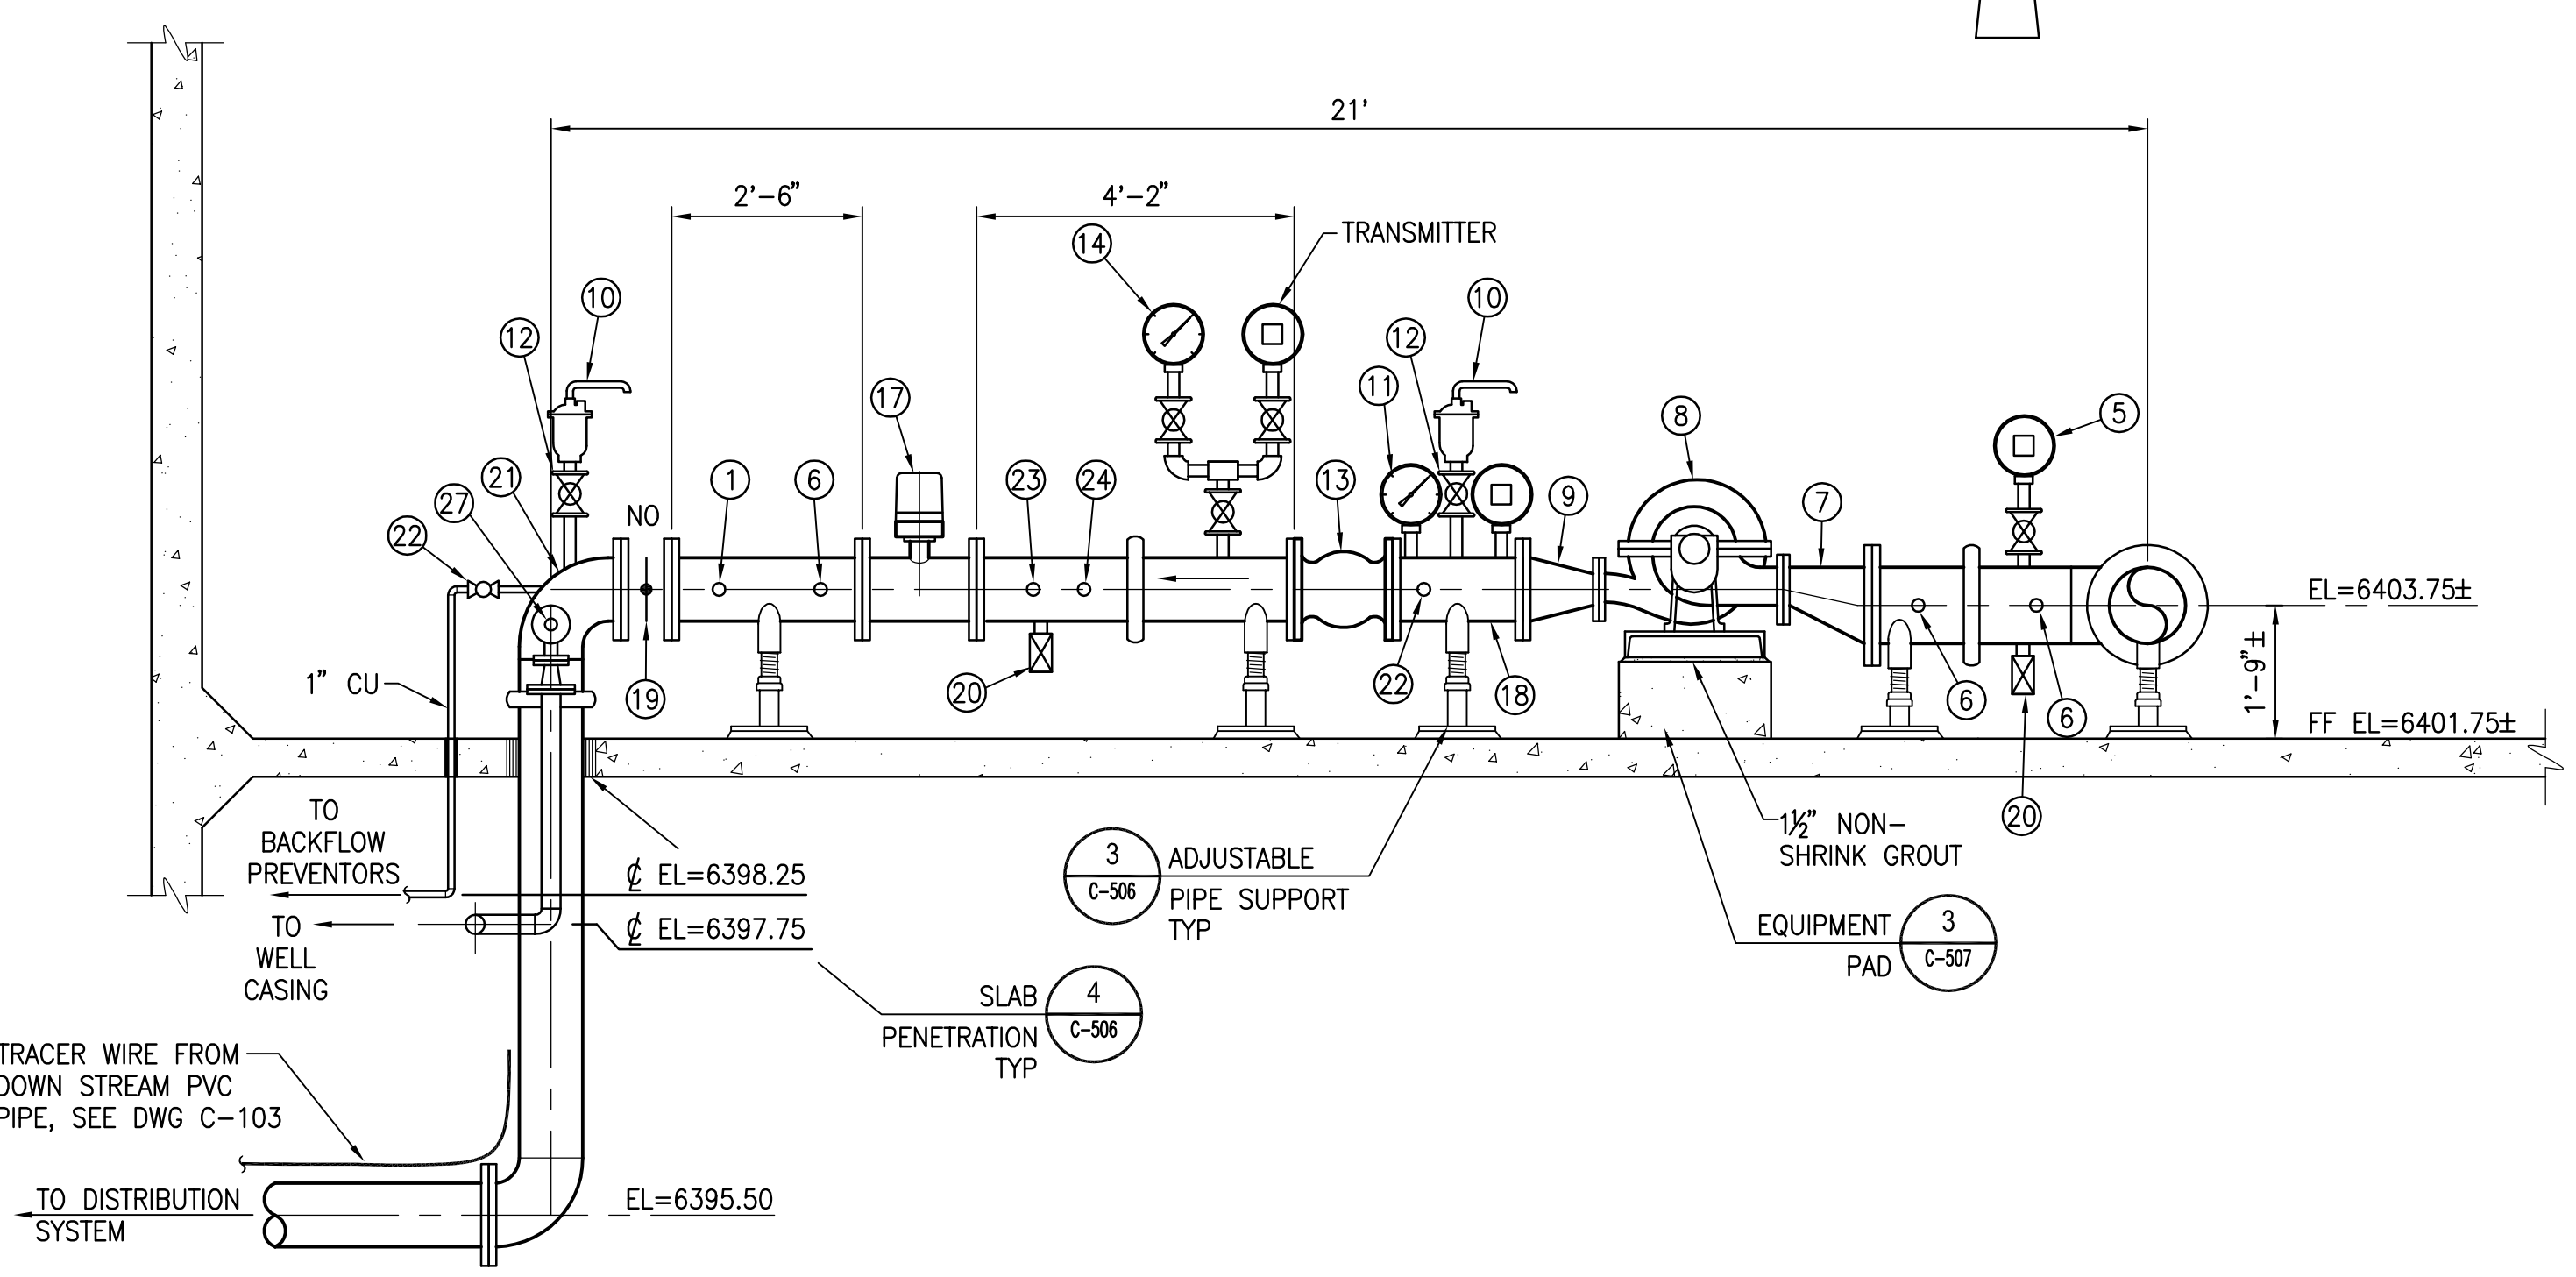 21'
2'-6"
4'-2"
14
TRANSMITTER
10
10
12
12
11
17
8
5
21
1
6
23
24
13
9
7
27
NO
22
EL=6403.75±
1'-9"±
1" CU
19
20
22
18
6
6
FF EL=6401.75±
20
TO
BACKFLOW
PREVENTORS
℄ EL=6398.25
3
C-506
ADJUSTABLE
PIPE SUPPORT
TYP
1½" NON-
SHRINK GROUT
TO
WELL
CASING
℄ EL=6397.75
EQUIPMENT
PAD
3
C-507
SLAB
PENETRATION
TYP
4
C-506
TRACER WIRE FROM
DOWN STREAM PVC
PIPE, SEE DWG C-103
TO DISTRIBUTION
SYSTEM
EL=6395.50